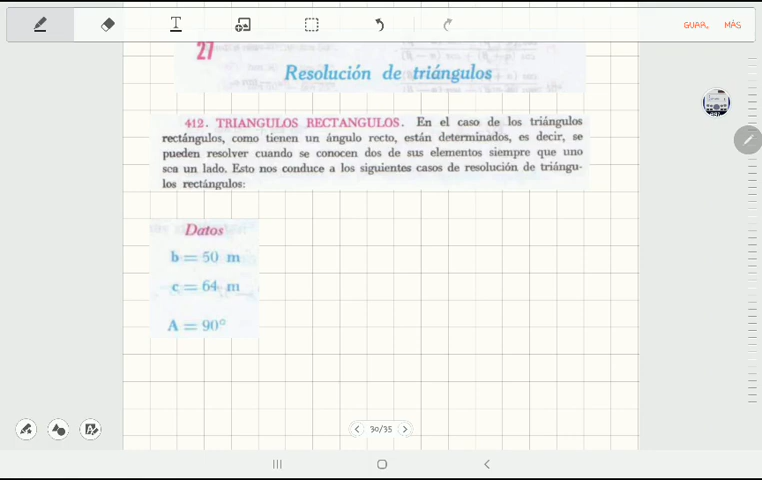 GUAR. MÁS
27
Resolución de triángulos
412. TRIANGULOS RECTANGULOS. En el caso de los triángulos
rectángulos, como tienen un ángulo recto, están determinados, es decir, se
pueden resolver cuando se conocen dos de sus elementos siempre que uno
sea un lado. Esto nos conduce a los siguientes casos de resolución de triángu-
los rectángulos:
Datos
b = 50 m
c = 64 m
A = 90°
30/35